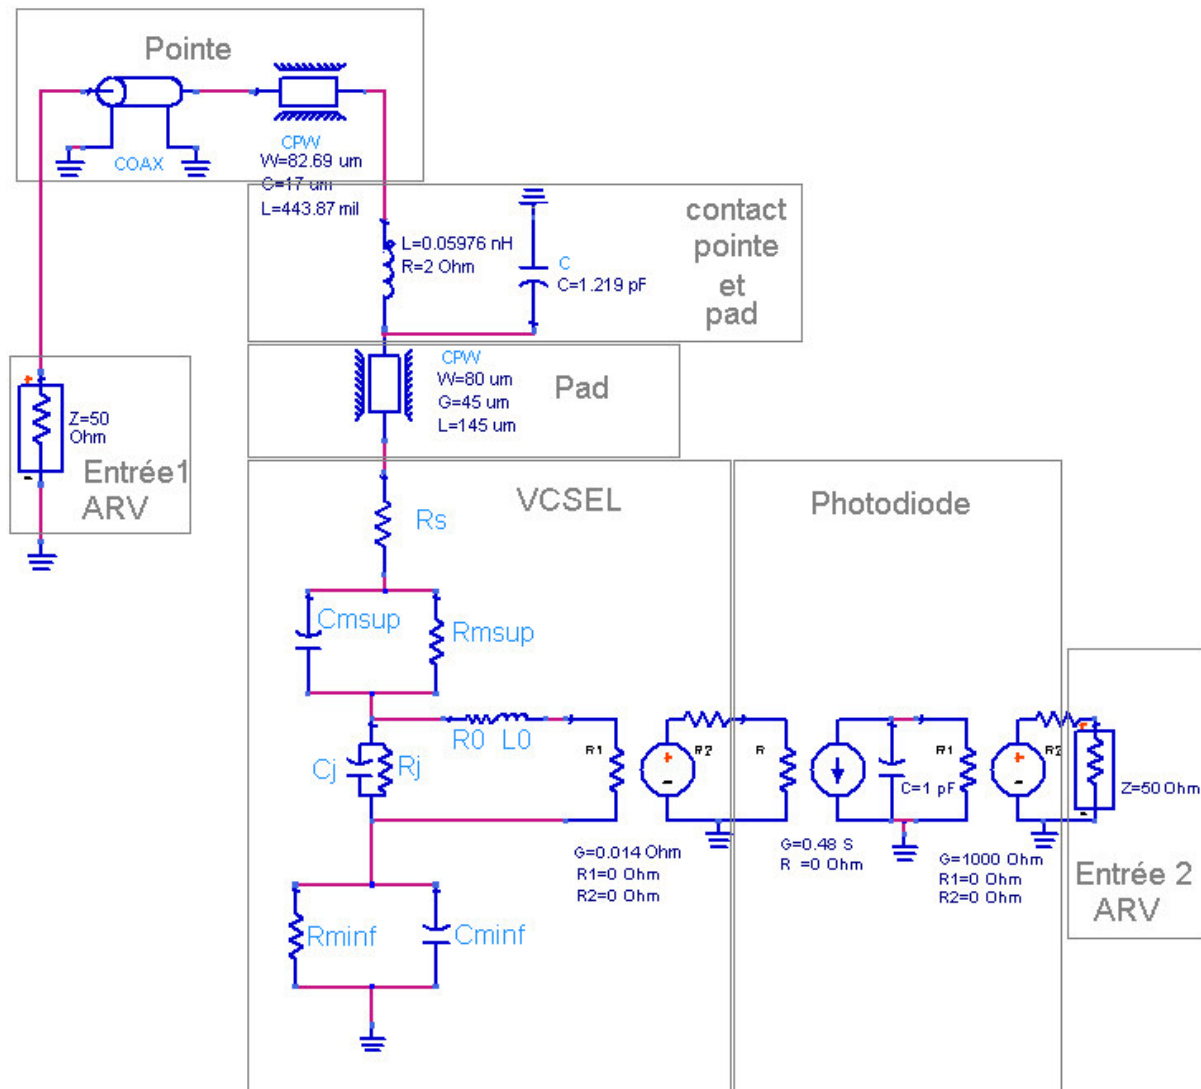 Pointe
COAX
CPW
W=82.69 um
G=17 um
L=443.87 mil
contact
pointe
et
pad
L=0.05976 nH
R=2 Ohm
C
C=1.219 pF
CPW
W=80 um
G=45 um
L=145 um
Pad
Z=50
Ohm
Entrée1
ARV
VCSEL
Photodiode
Rs
Cmsup
Rmsup
R0 L0
R1
R2
R
R1
R2
Cj
Rj
C=1 pF
Z=50 Ohm
G=0.014 Ohm
R1=0 Ohm
R2=0 Ohm
G=0.48 S
R =0 Ohm
G=1000 Ohm
R1=0 Ohm
R2=0 Ohm
Entrée 2
ARV
Rminf
Cminf